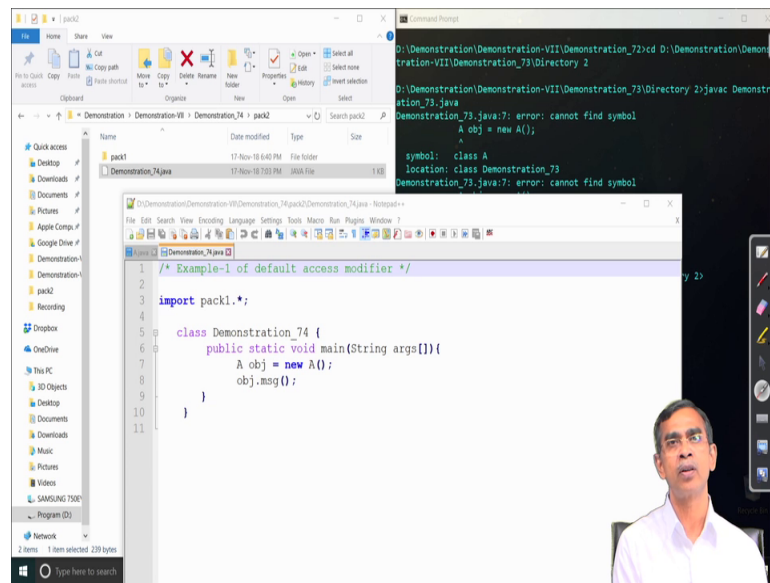 pack2
File Home Share View
Pin to Quick access
Copy
Paste
Cut
Copy path
Paste shortcut
Move to
Copy to
Delete
Rename
New folder
Properties
Open
Edit
History
Select all
Select none
Invert selection
Clipboard Organize New Open Select
« Demonstration > Demonstration-VII > Demonstration_74 > pack2
Search pack2
Name Date modified Type Size
pack1 17-Nov-18 6:40 PM File folder
Demonstration_74.java 17-Nov-18 7:03 PM JAVA File 1 KB
Quick access
Desktop
Downloads
Documents
Pictures
Apple Compu
Google Drive
Demonstration-V
Demonstration-
pack2
Recording
Dropbox
OneDrive
This PC
3D Objects
Desktop
Documents
Downloads
Music
Pictures
Videos
SAMSUNG 750E
Program (D:)
Network
2 items 1 item selected 239 bytes
Type here to search
Command Prompt
D:\Demonstration\Demonstration-VII\Demonstration_72>cd D:\Demonstration\Demons
tration-VII\Demonstration_73\Directory 2
D:\Demonstration\Demonstration-VII\Demonstration_73\Directory 2>javac Demonstr
ation_73.java
Demonstration_73.java:7: error: cannot find symbol
A obj = new A();
^
symbol: class A
location: class Demonstration_73
Demonstration_73.java:7: error: cannot find symbol
ry 2>
D:\Demonstration\Demonstration-VII\Demonstration_74\pack2\Demonstration_74.java - Notepad++
File Edit Search View Encoding Language Settings Tools Macro Run Plugins Window ?
A.java Demonstration_74.java
1 /* Example-1 of default access modifier */
2
3 import pack1.*;
4
5 class Demonstration_74 {
6 public static void main(String args[]){
7 A obj = new A();
8 obj.msg();
9 }
10 }
11